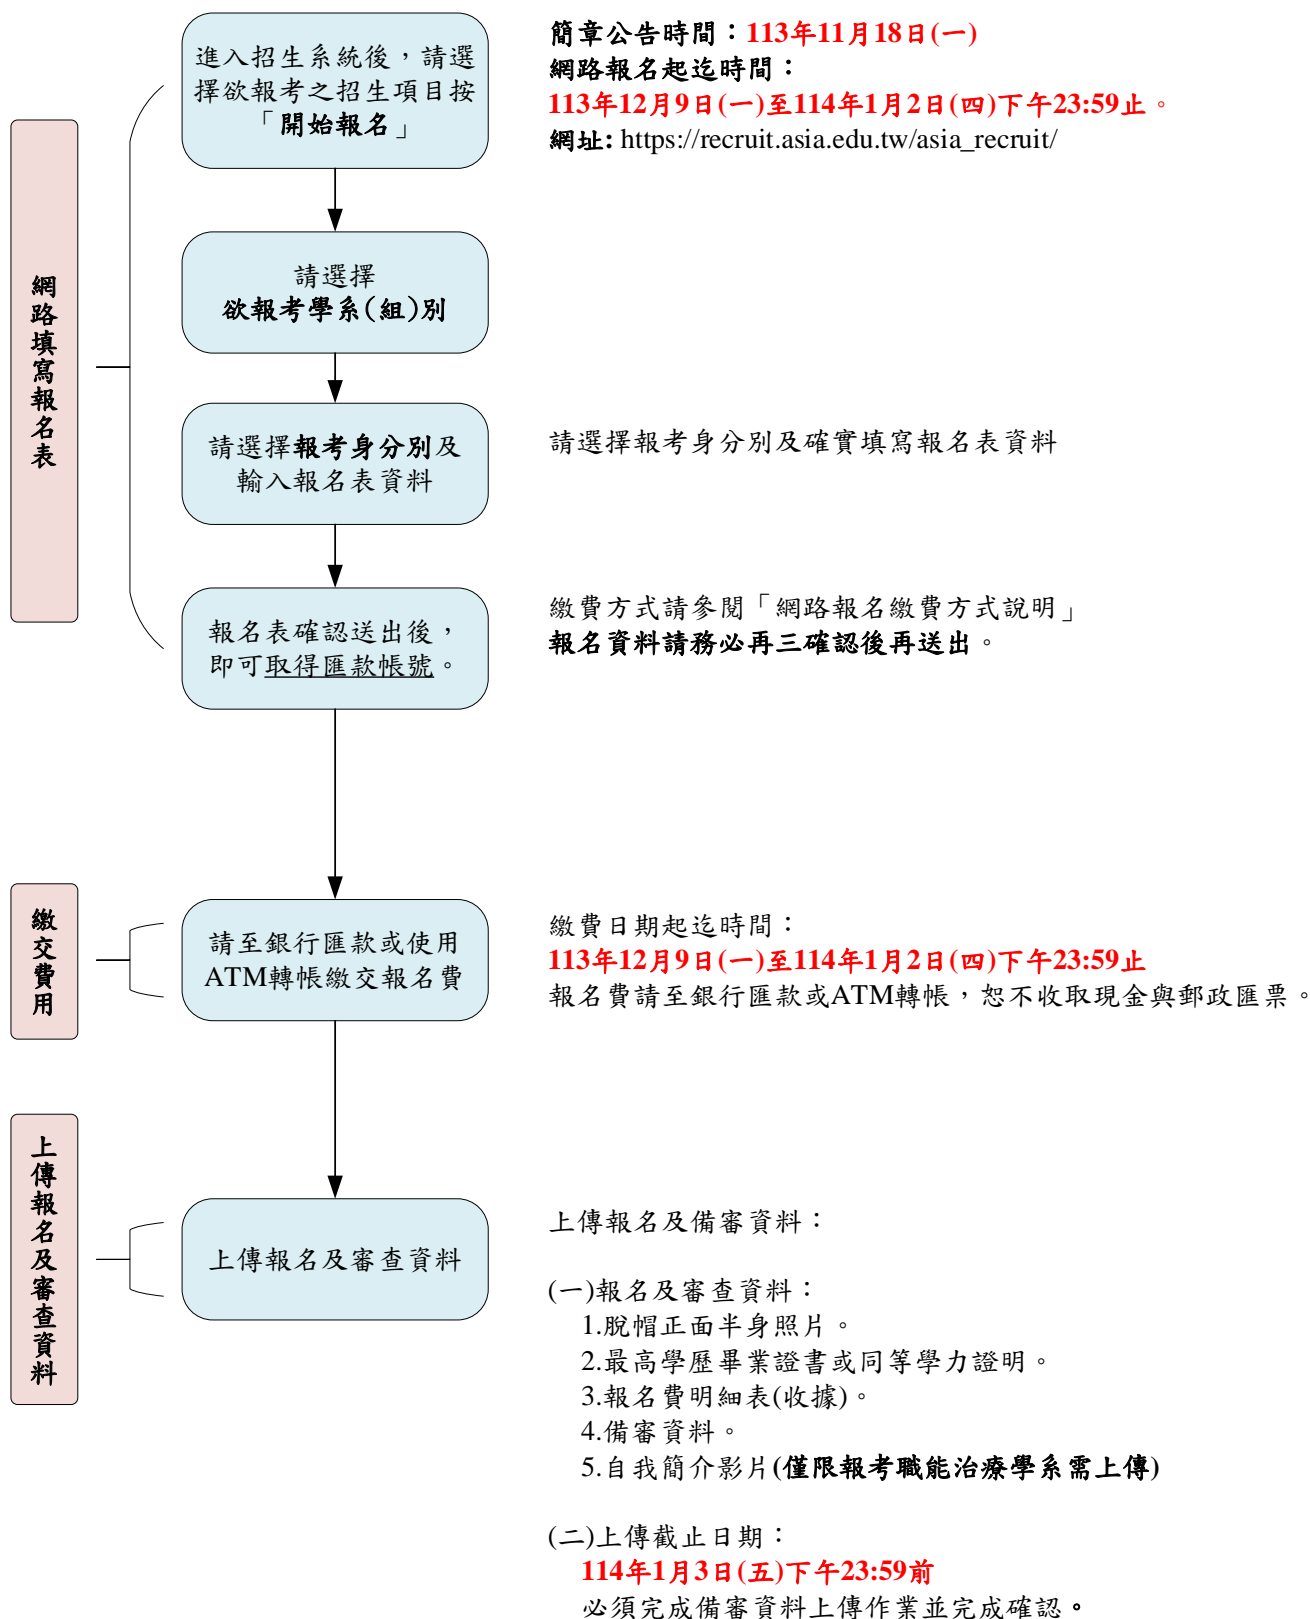 網路填寫報名表
進入招生系統後，請選
擇欲報考之招生項目按
「開始報名」
簡章公告時間：113年11月18日(一)
網路報名起迄時間：
113年12月9日(一)至114年1月2日(四)下午23:59止。
網址: https://recruit.asia.edu.tw/asia_recruit/
請選擇
欲報考學系(組)別
請選擇報考身分別及
輸入報名表資料
請選擇報考身分別及確實填寫報名表資料
報名表確認送出後，
即可取得匯款帳號。
繳費方式請參閱「網路報名繳費方式說明」
報名資料請務必再三確認後再送出。
繳交費用
請至銀行匯款或使用
ATM轉帳繳交報名費
繳費日期起迄時間：
113年12月9日(一)至114年1月2日(四)下午23:59止
報名費請至銀行匯款或ATM轉帳，恕不收取現金與郵政匯票。
上傳報名及審查資料
上傳報名及審查資料
上傳報名及備審資料：
(一)報名及審查資料：
1.脫帽正面半身照片。
2.最高學歷畢業證書或同等學力證明。
3.報名費明細表(收據)。
4.備審資料。
5.自我簡介影片(僅限報考職能治療學系需上傳)
(二)上傳截止日期：
114年1月3日(五)下午23:59前
必須完成備審資料上傳作業並完成確認。